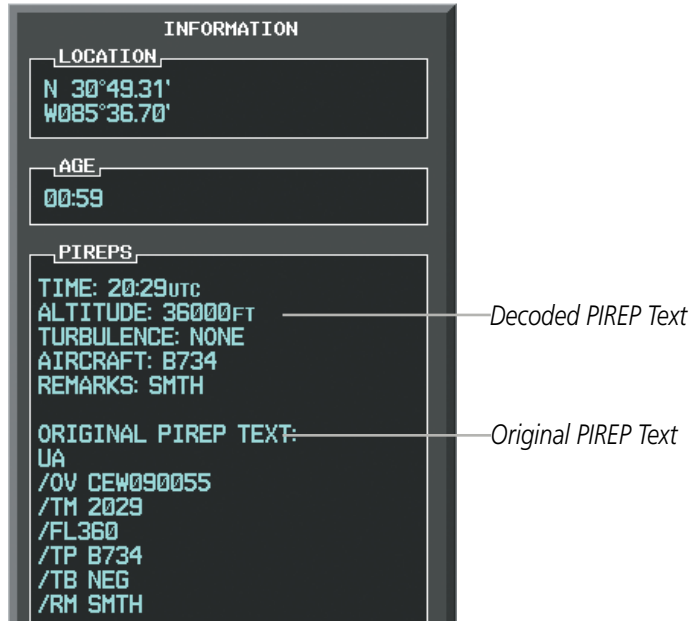 INFORMATION
LOCATION
N 30°49.31'
W085°36.70'
AGE
00:59
PIREPS
TIME: 20:29UTC
ALTITUDE: 36000FT
Decoded PIREP Text
TURBULENCE: NONE
AIRCRAFT: B734
REMARKS: SMTH
ORIGINAL PIREP TEXT:
Original PIREP Text
UA
/OV CEW090055
/TM 2029
/FL360
/TP B734
/TB NEG
/RM SMTH